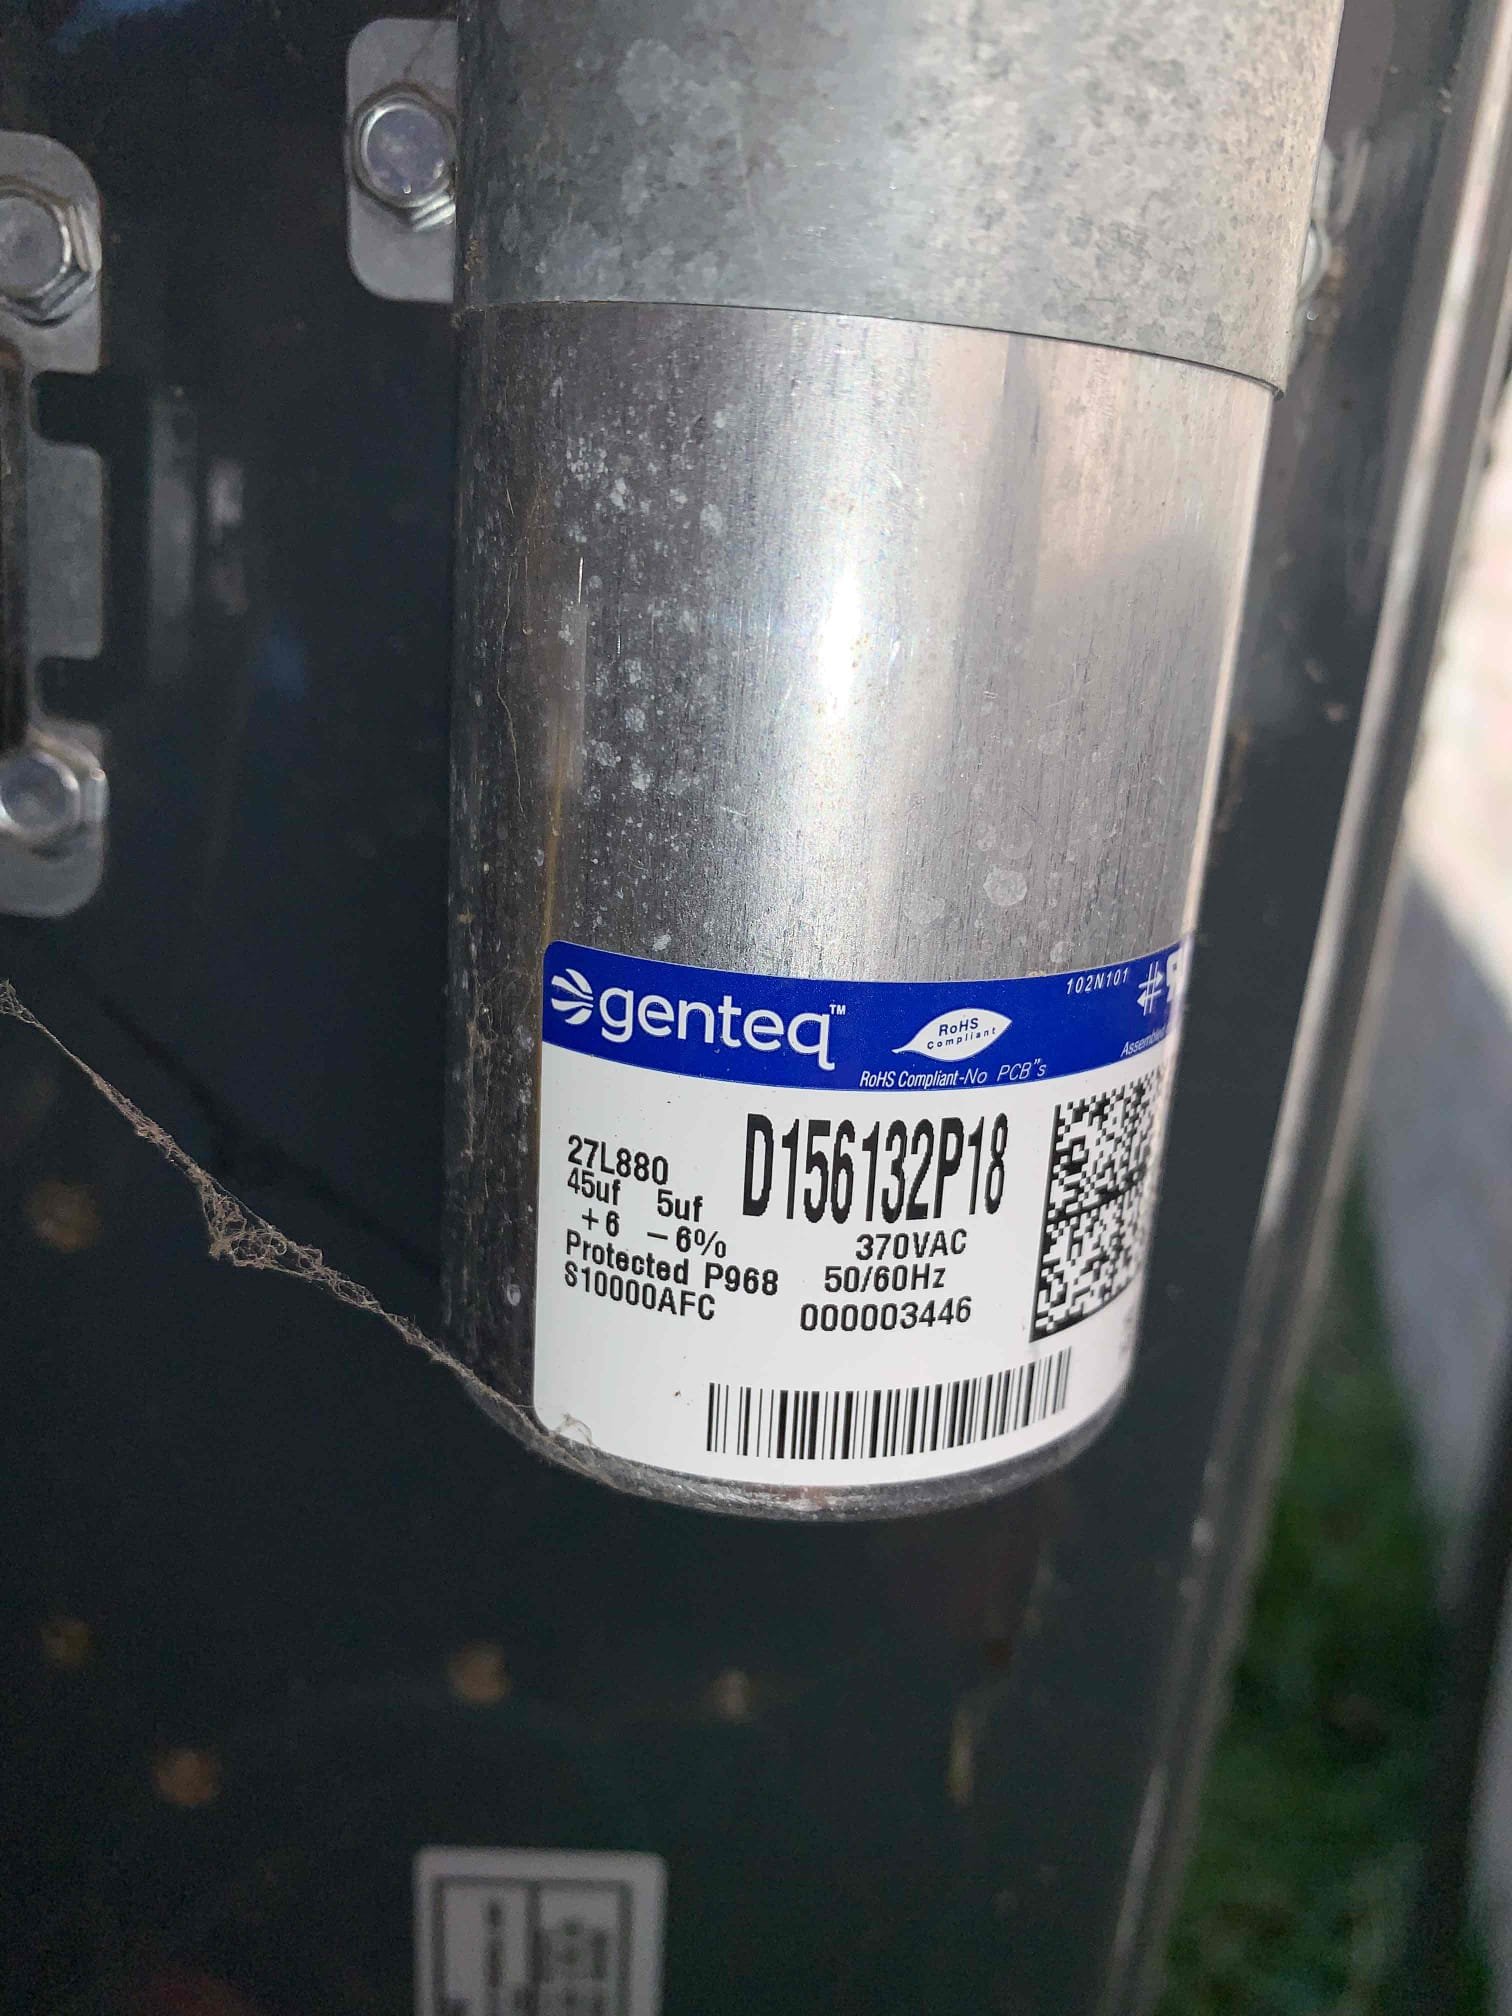 genteq™
RoHS
Compliant
102N101
RoHS Compliant-No PCB"s
27L880
D156132P18
45uf 5uf
+6 -6%
370VAC
Protected P968
50/60Hz
S10000AFC
000003446